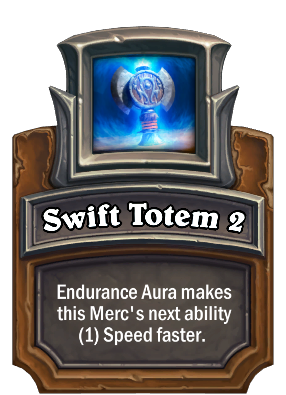 Swift Totem 2
Endurance Aura makes
this Merc's next ability
(1) Speed faster.